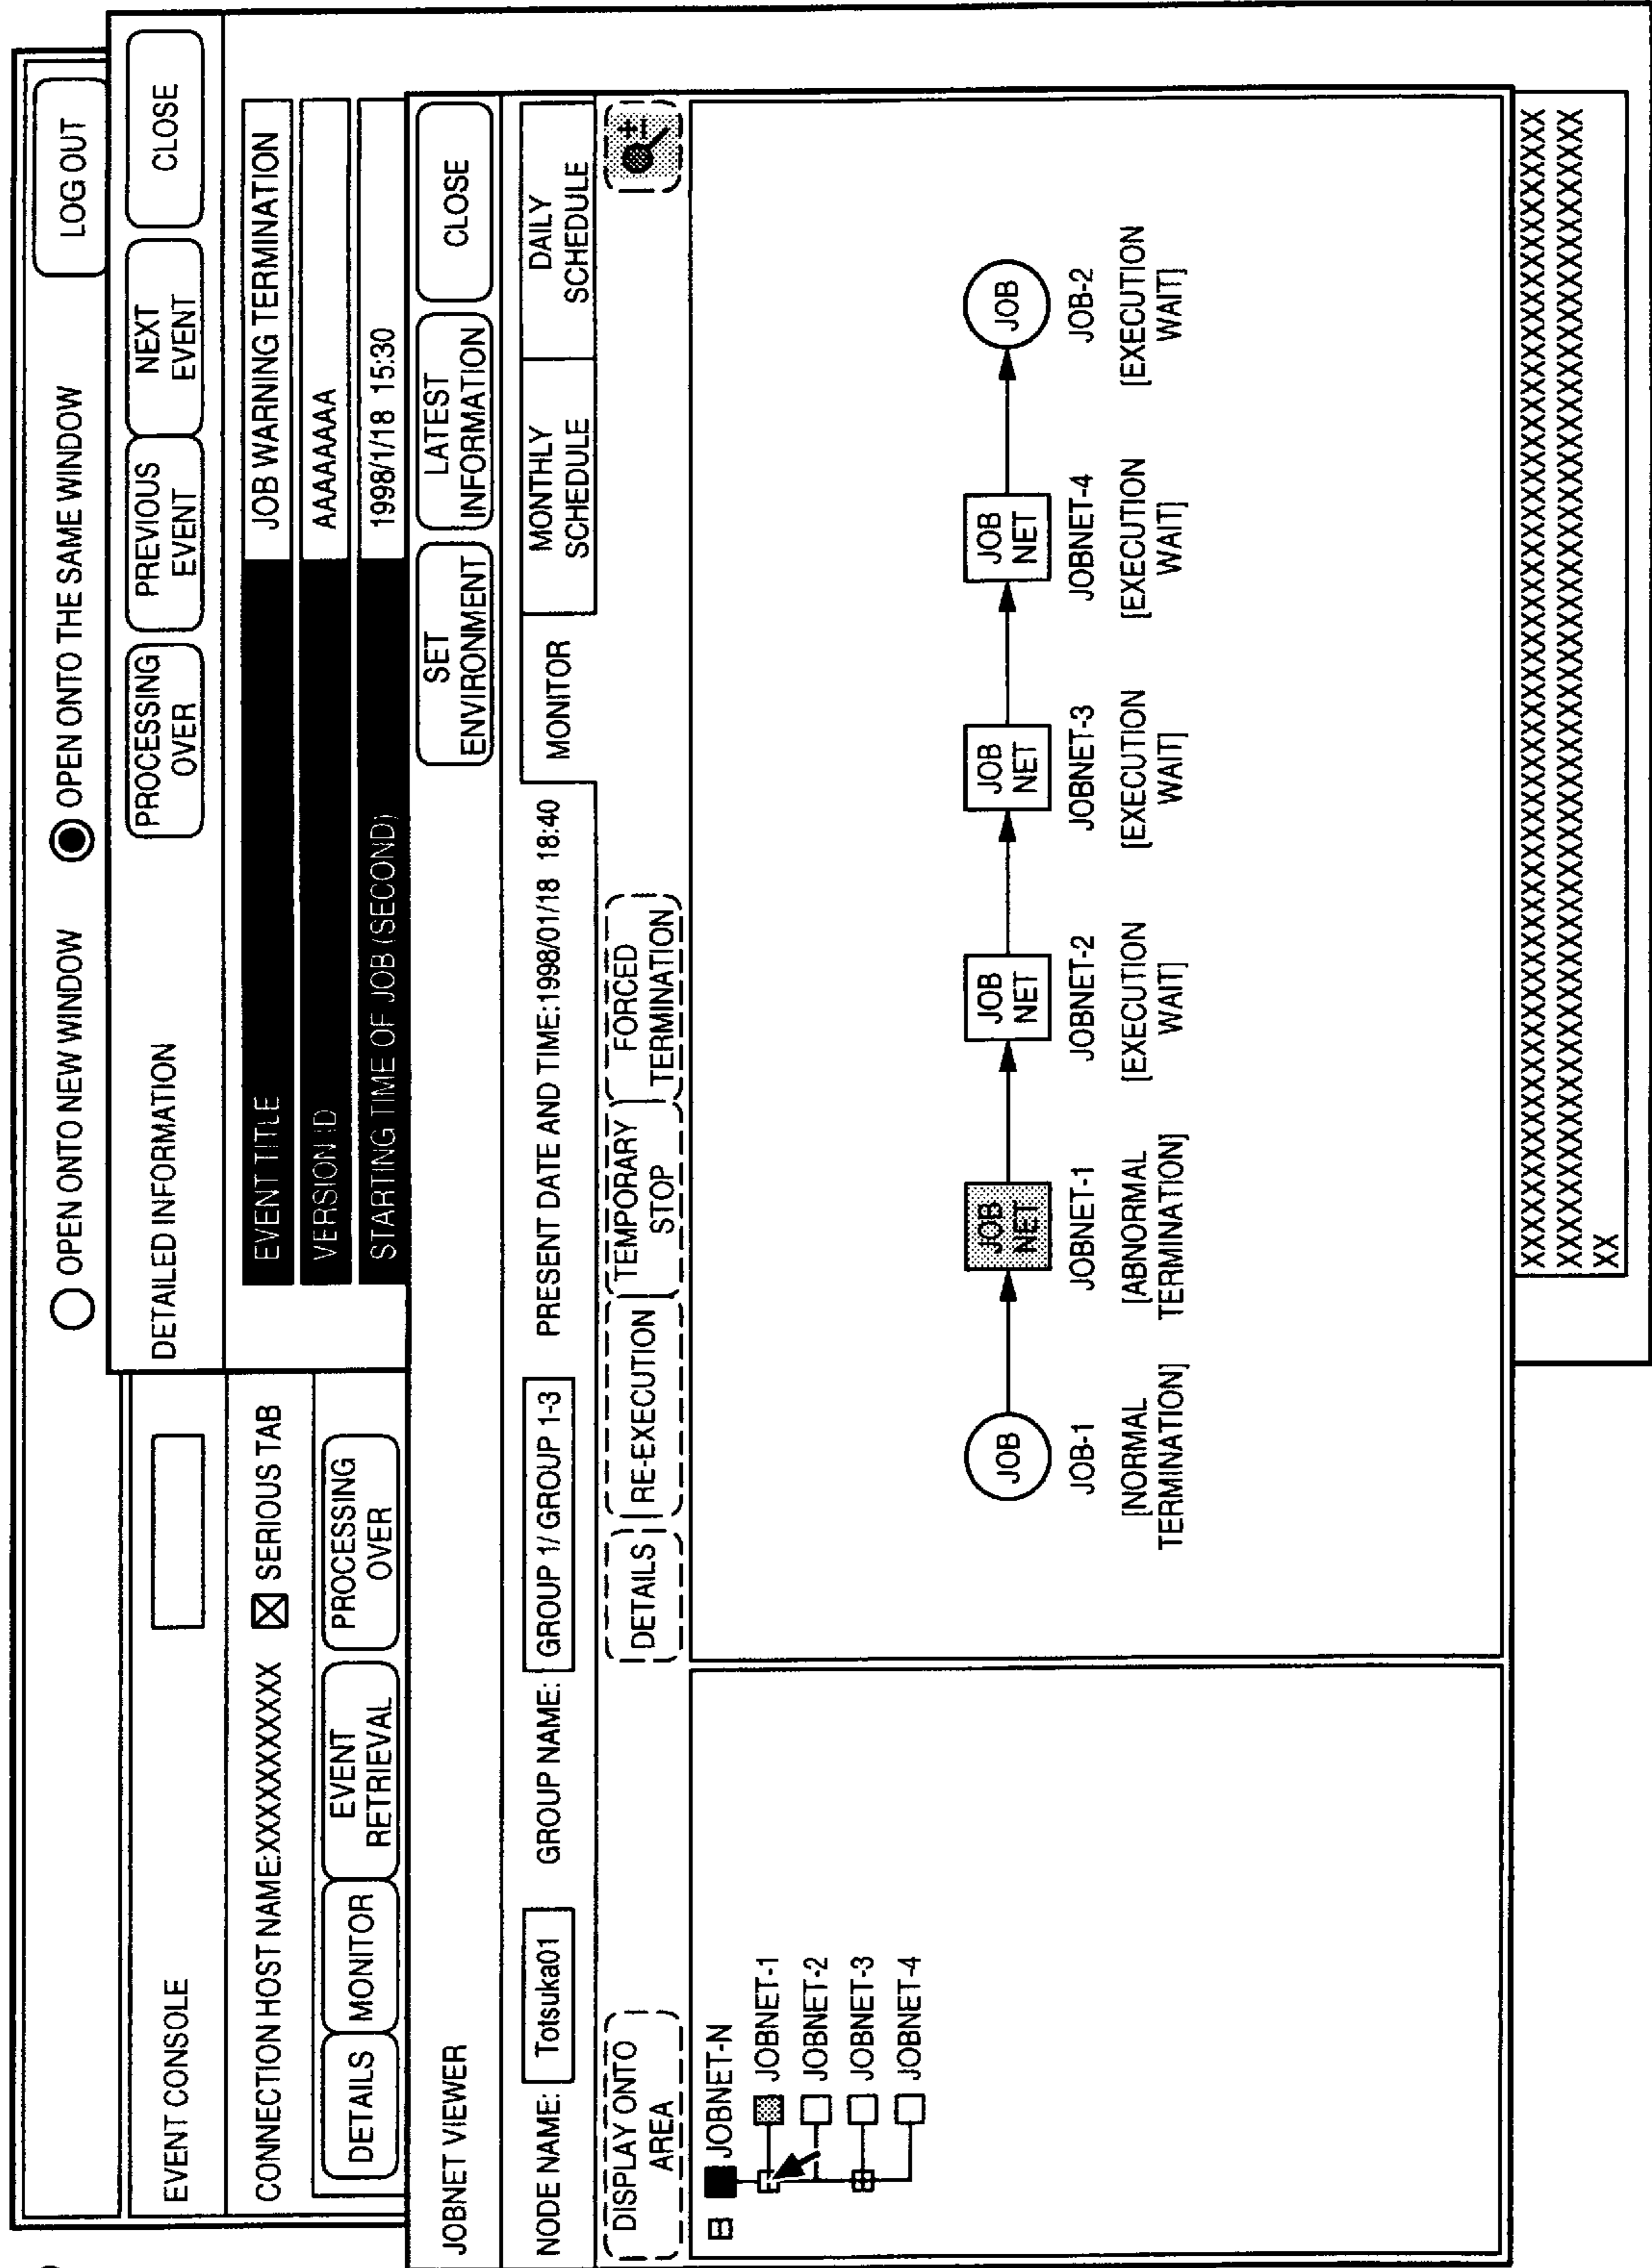 OPEN ONTO NEW WINDOW
OPEN ONTO THE SAME WINDOW
LOG OUT
EVENT CONSOLE
CONNECTION HOST NAME:XXXXXXXXXXX
SERIOUS TAB
DETAILS
MONITOR
EVENT
RETRIEVAL
PROCESSING
OVER
DETAILED INFORMATION
PROCESSING
OVER
PREVIOUS
EVENT
NEXT
EVENT
CLOSE
EVENT TITLE
JOB WARNING TERMINATION
VERSION ID
AAAAAAA
STARTING TIME OF JOB (SECOND)
1998/1/18 15:30
JOBNET VIEWER
SET
ENVIRONMENT
LATEST
INFORMATION
CLOSE
NODE NAME: Totsuka01
GROUP NAME: GROUP 1/ GROUP 1-3
PRESENT DATE AND TIME:1998/01/18 18:40
MONITOR
MONTHLY
SCHEDULE
DAILY
SCHEDULE
DISPLAY ONTO
AREA
DETAILS
RE-EXECUTION
TEMPORARY
STOP
FORCED
TERMINATION
JOBNET-N
JOBNET-1
JOBNET-2
JOBNET-3
JOBNET-4
JOB
JOB-1
[NORMAL
TERMINATION]
JOB
NET
JOBNET-1
[ABNORMAL
TERMINATION]
JOB
NET
JOBNET-2
[EXECUTION
WAIT]
JOB
NET
JOBNET-3
[EXECUTION
WAIT]
JOB
NET
JOBNET-4
[EXECUTION
WAIT]
JOB
JOB-2
[EXECUTION
WAIT]
XXXXXXXXXXXXXXXXXXXXXXXXXXXXXXXXXXXXXXXXXXXXXXXXXXXXXXXXXXXXXXXXXXXXXX
XXXXXXXXXXXXXXXXXXXXXXXXXXXXXXXXXXXXXXXXXXXXXXXXXXXXXXXXXXXXXXXXXXXXXX
XX